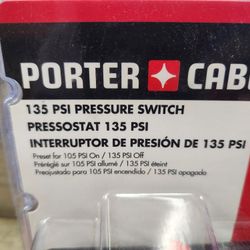 PORTER CABL
135 PSI PRESSURE SWITCH
PRESSOSTAT 135 PSI
INTERRUPTOR DE PRESIÓN DE 135 PSI
Preset for 105 PSI On / 135 PSI Off
Préréglé sur 105 PSI allumé / 135 PSI éteint
Preajustado para 105 PSI encendido / 135 PSI apagado